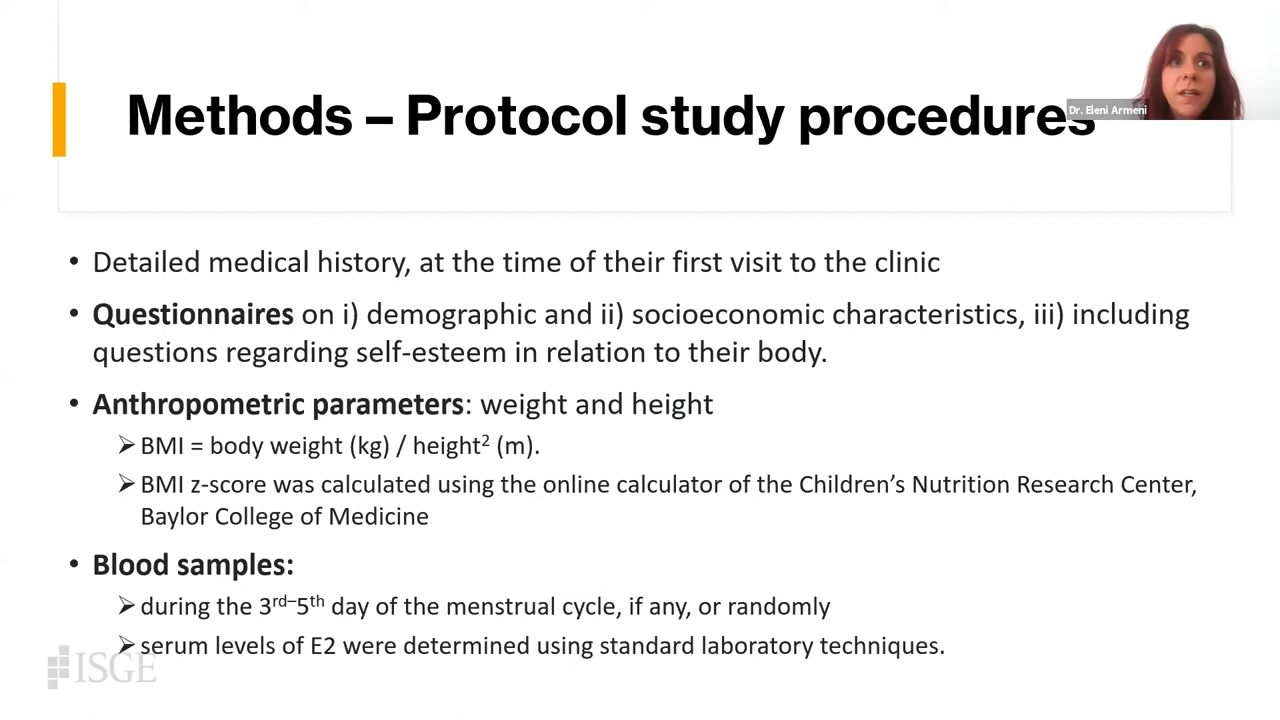 Methods – Protocol study procedures
Dr. Eleni Armeni
• Detailed medical history, at the time of their first visit to the clinic
• Questionnaires on i) demographic and ii) socioeconomic characteristics, iii) including
questions regarding self-esteem in relation to their body.
• Anthropometric parameters: weight and height
➢ BMI = body weight (kg) / height² (m).
➢ BMI z-score was calculated using the online calculator of the Children’s Nutrition Research Center,
Baylor College of Medicine
• Blood samples:
➢ during the 3rd–5th day of the menstrual cycle, if any, or randomly
➢ serum levels of E2 were determined using standard laboratory techniques.
ISGE